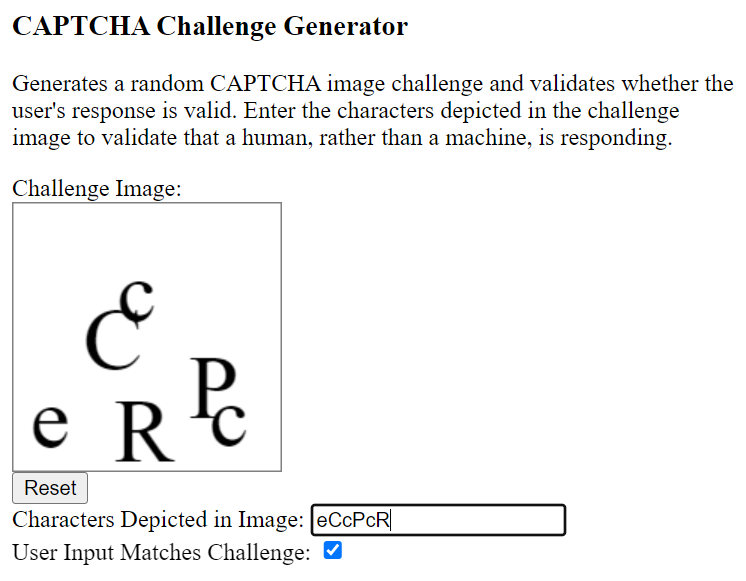 CAPTCHA Challenge Generator
Generates a random CAPTCHA image challenge and validates whether the
user's response is valid. Enter the characters depicted in the challenge
image to validate that a human, rather than a machine, is responding.
Challenge Image:
c
C
P
e R c
Reset
Characters Depicted in Image: eCcPcR
User Input Matches Challenge: